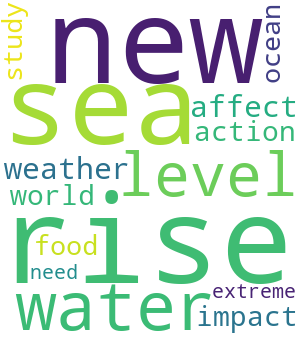 study
new
ocean
sea
affect
action
weather
level
world
rise
food
need
water
extreme
impact